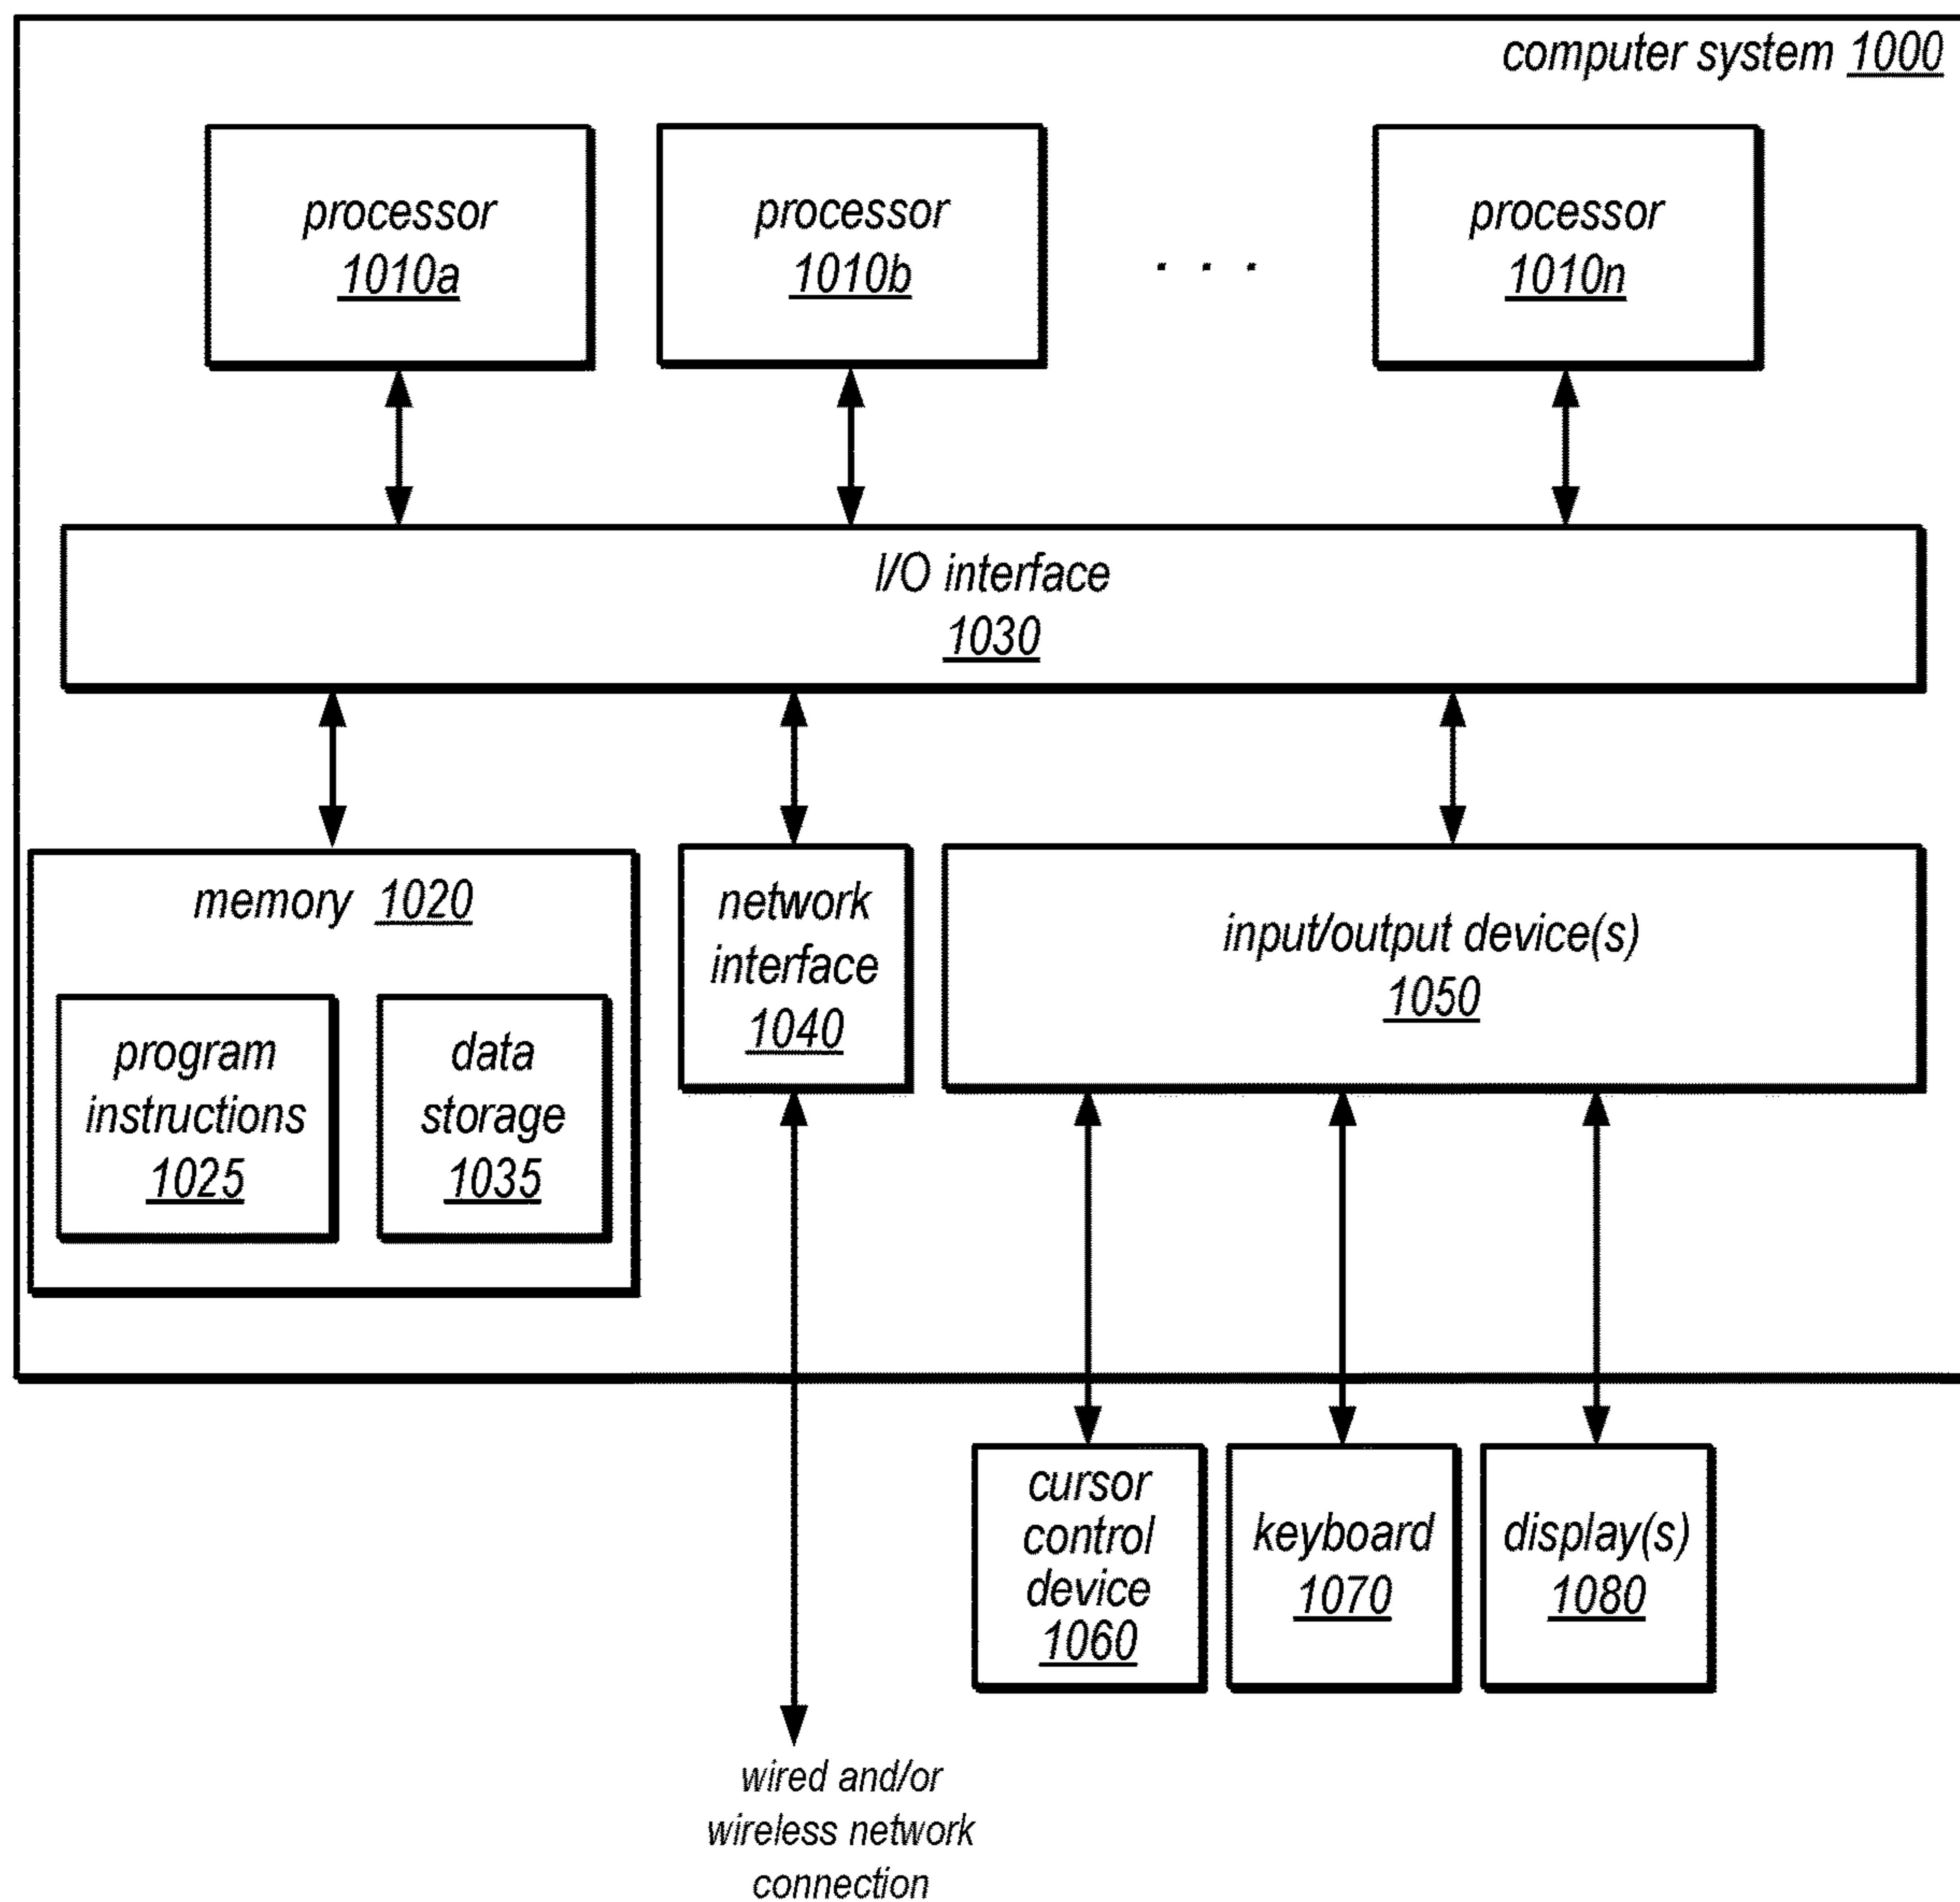 computer system 1000
processor
1010a
processor
1010b
. . .
processor
1010n
I/O interface
1030
memory 1020
program
instructions
1025
data
storage
1035
network
interface
1040
input/output device(s)
1050
cursor
control
device
1060
keyboard
1070
display(s)
1080
wired and/or
wireless network
connection